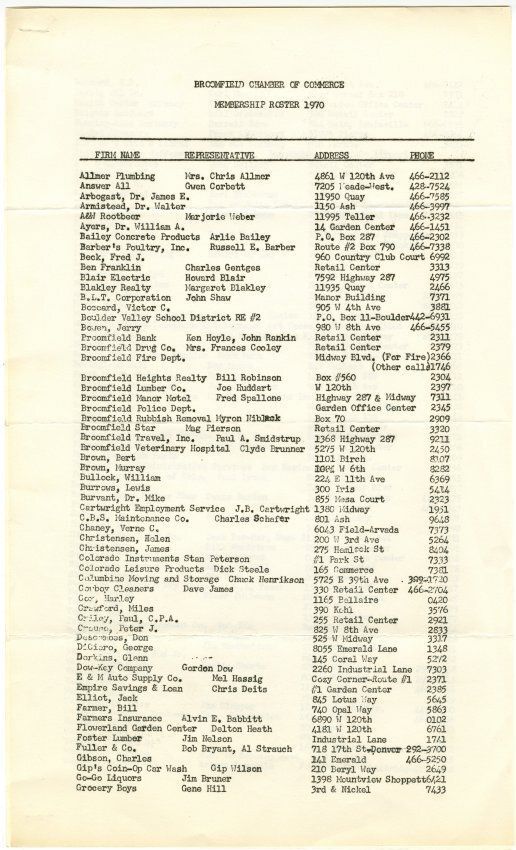 BROOMFIELD CHAMBER OF COMMERCE
MEMBERSHIP ROSTER 1970
FIRM NAME REPRESENTATIVE ADDRESS PHONE
Allmer Plumbing Mrs. Chris Allmer 4861 W 120th Ave 466-2112
Answer All Gwen Corbett 7205 Meade-West. 428-7524
Arbogast, Dr. James E. 11950 Quay 466-7585
Armistead, Dr. Walter 1150 Ash 466-3997
A&W Rootbeer Marjorie Weber 11995 Teller 466-3232
Ayers, Dr. William A. 14 Garden Center 466-1451
Bailey Concrete Products Arlie Bailey P.O. Box 287 466-2302
Barber's Poultry, Inc. Russell E. Barber Route #2 Box 790 466-7338
Beck, Fred J. 960 Country Club Court 6992
Ben Franklin Charles Gentges Retail Center 3313
Blair Electric Howard Blair 7592 Highway 287 4975
Blakley Realty Margaret Blakley 11935 Quay 2466
B.L.T. Corporation John Shaw Manor Building 7371
Victor C. 905 W 4th Ave 3881
Boulder Valley School District RE #2 P.O. Box 11-Boulder442-6931
Bowen, Jerry 980 W 8th Ave 466-5455
Broomfield Bank Ken Hoyle, John Rankin Retail Center 2311
Broomfield Drug Co. Mrs. Frances Cooley Retail Center 2379
Broomfield Fire Dept. Midway Blvd. (For Fire)2366
(Other calls)1746
Broomfield Heights Realty Bill Robinson Box #560 2304
Broomfield Lumber Co. Joe Huddart W 120th 2397
Broomfield Manor Motel Fred Spallone Highway 287 & Midway 7311
Broomfield Police Dept. Garden Office Center 2345
Broomfield Rubbish Removal Myron Niblack Box 70 2909
Broomfield Star Mag Pierson Retail Center 3320
Broomfield Travel, Inc. Paul A. Smidstrup 1368 Highway 287 9211
Broomfield Veterinary Hospital Clyde Brunner 5275 W 120th 2450
Brown, Bert 1101 Birch 8107
Brown, Murray W 6th 8282
Bullock, William 224 E 11th Ave 6369
Burrows, Lewis 300 Iris 5414
Burvant, Dr. Mike 855 Mesa Court 2323
Cartwright Employment Service J.B. Cartwright 1380 Midway 1951
C.B.S. Maintenance Co. Charles Schafer 801 Ash 9648
Chaney, Verne C. 6043 Field-Arvada 7373
Christensen, Helen 200 W 3rd Ave 5264
Christensen, James 275 Hemlock St 8404
Colorado Instruments Stan Peterson #1 Park St 7333
Colorado Leisure Products Dick Steele 165 Commerce 7381
Columbine Moving and Storage Chuck Henrikson 5725 E 39th Ave 399-1720
Cowboy Cleaners Dave James 330 Retail Center 466-2704
Cox, Harley 1165 Bellaire 0420
Crawford, Miles 390 Kohl 3576
Paul, C.P.A. 255 Retail Center 2921
Peter J. 825 W 8th Ave 2833
Don 525 W Midway 3317
DiCiero, George 8055 Emerald Lane 1348
Dorkins, Glenn 145 Coral Way 5272
Dow-Key Company Gordon Dow 2260 Industrial Lane 7303
E & M Auto Supply Co. Mel Hassig Cozy Corner-Route #1 2371
Empire Savings & Loan Chris Deits #1 Garden Center 2385
Elliot, Jack 845 Lotus Way 5645
Farmer, Bill 740 Opal Way 5863
Farmers Insurance Alvin E. Babbitt 6890 W 120th 0102
Flowerland Garden Center Delton Heath 4181 W 120th 6761
Foster Lumber Jim Nelson Industrial Lane 1741
Fuller & Co. Bob Bryant, Al Strauch 718 17th St-Denver 292-3700
Gibson, Charles 141 Emerald 466-5250
Gip's Coin-Op Car Wash Gip Wilson 210 Beryl Way 2649
Go-Go Liquors Jim Bruner 1398 Mountview Shoppett6421
Grocery Boys Gene Hill 3rd & Nickel 7433